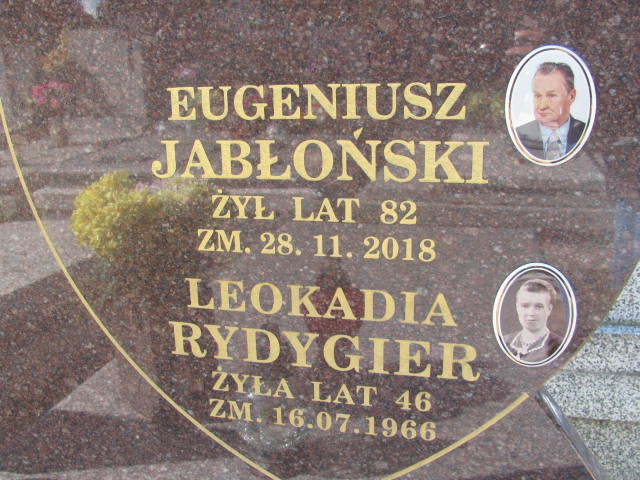 EUGENIUSZ
JABŁOŃSKI
ŻYŁ LAT 82
ZM. 28. 11. 2018
LEOKADIA
RYDYGIER
ŻYŁA LAT 46
ZM. 16.07.1966